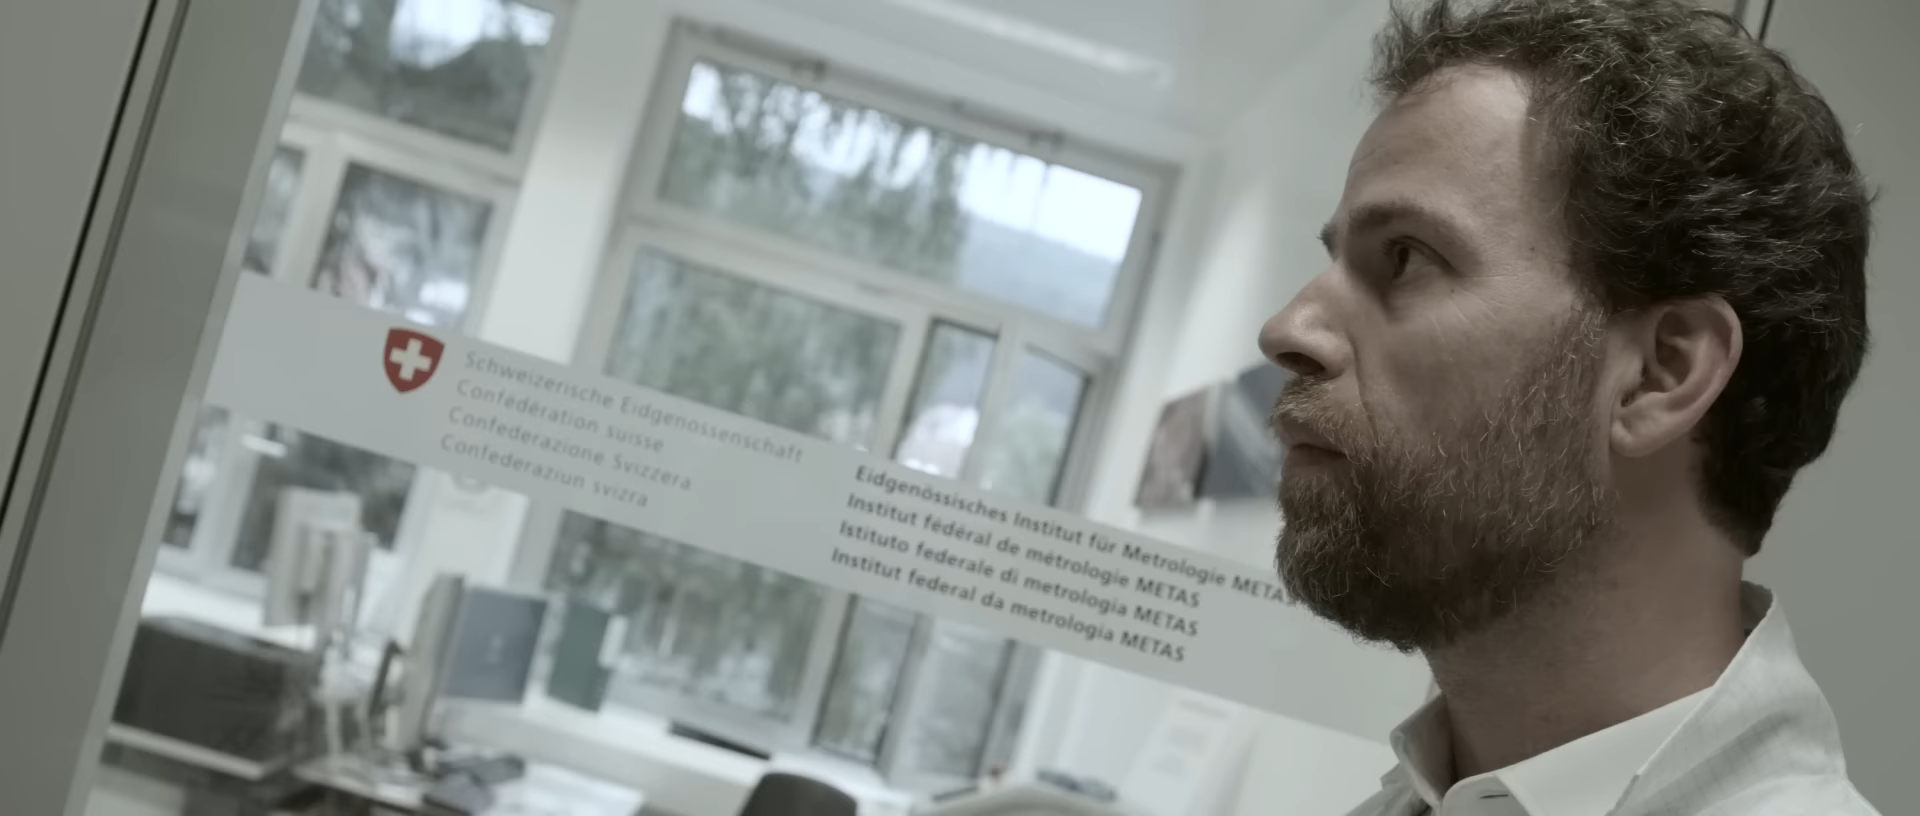 Schweizerische Eidgenossenschaft
Confédération suisse
Confederazione Svizzera
Confederaziun svizra
Eidgenössisches Institut für Metrologie METAS
Institut fédéral de métrologie METAS
Istituto federale di metrologia METAS
Institut federal da metrologia METAS